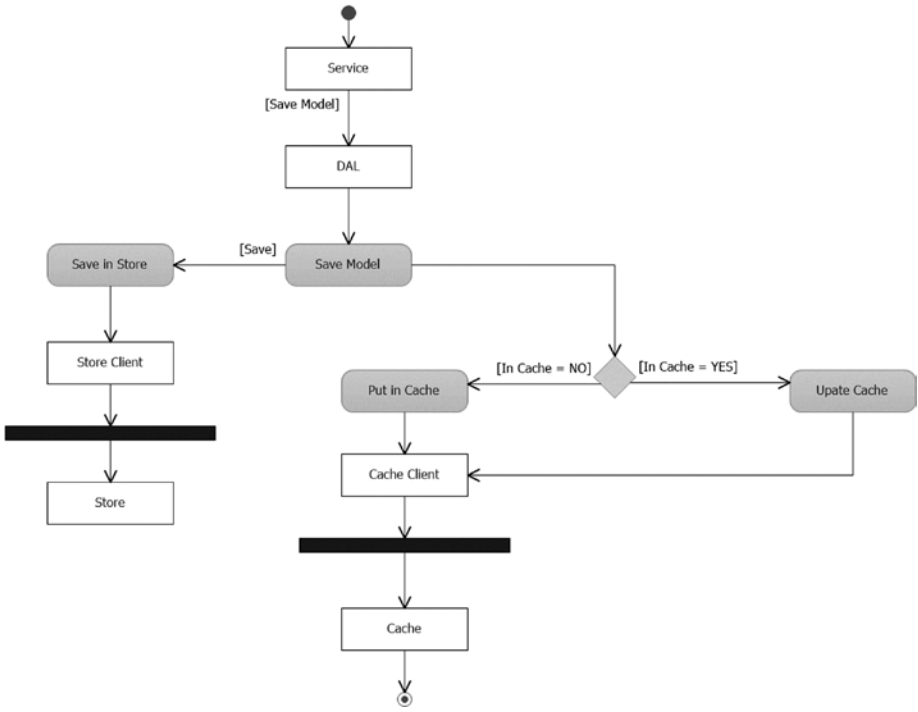 Service
[Save Model]
DAL
[Save]
Save in Store
Save Model
Store Client
[In Cache = NO]
[In Cache = YES]
Put in Cache
Upate Cache
Cache Client
Store
Cache